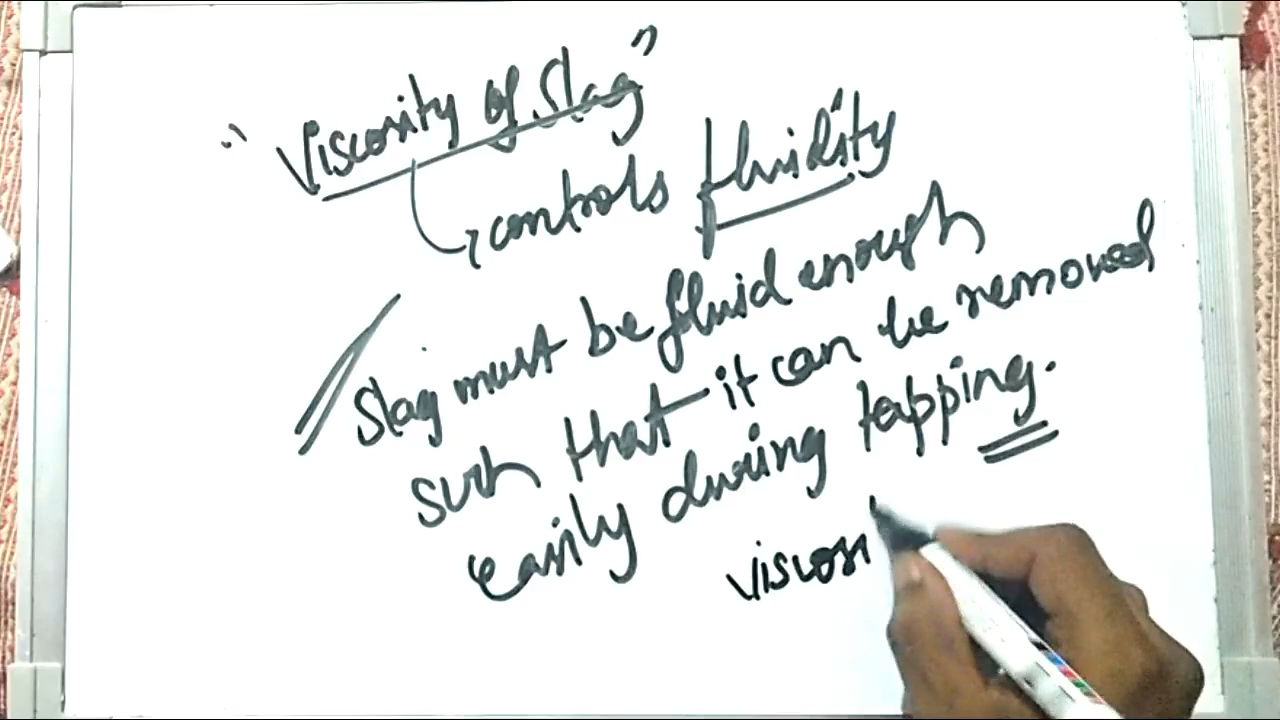 "Viscosity of Slag"
controls fluidity
Slag must be fluid enough
such that it can be removed
easily during tapping.
viscosi